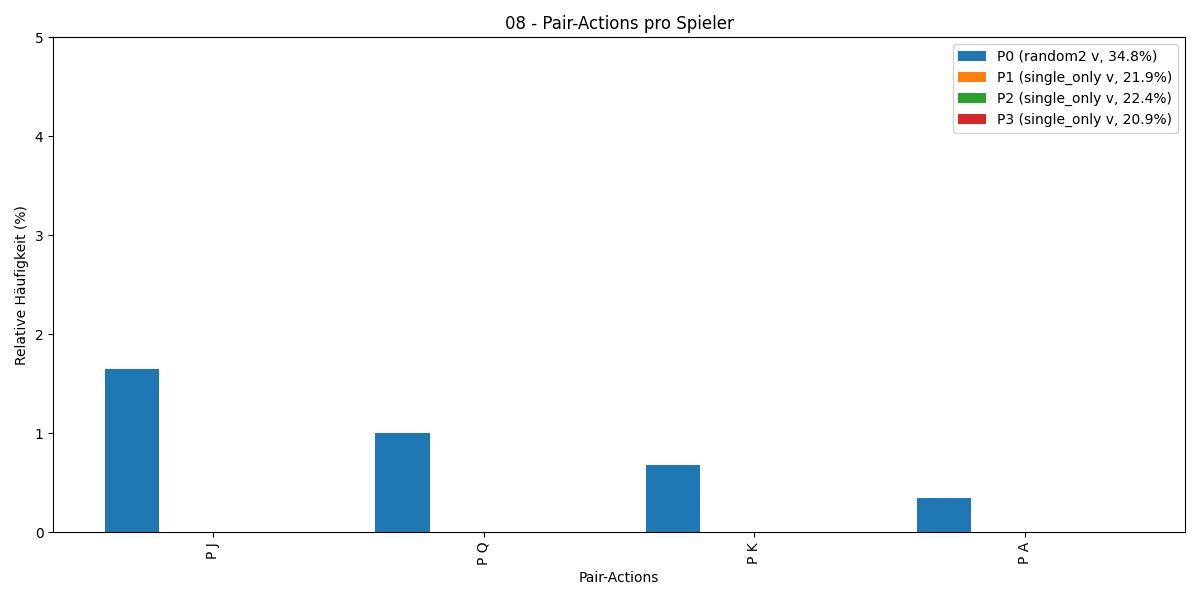 08 - Pair-Actions pro Spieler
P0 (random2 v, 34.8%)
P1 (single_only v, 21.9%)
P2 (single_only v, 22.4%)
P3 (single_only v, 20.9%)
Relative Häufigkeit (%)
5
4
3
2
1
0
P J
P Q
P K
P A
Pair-Actions